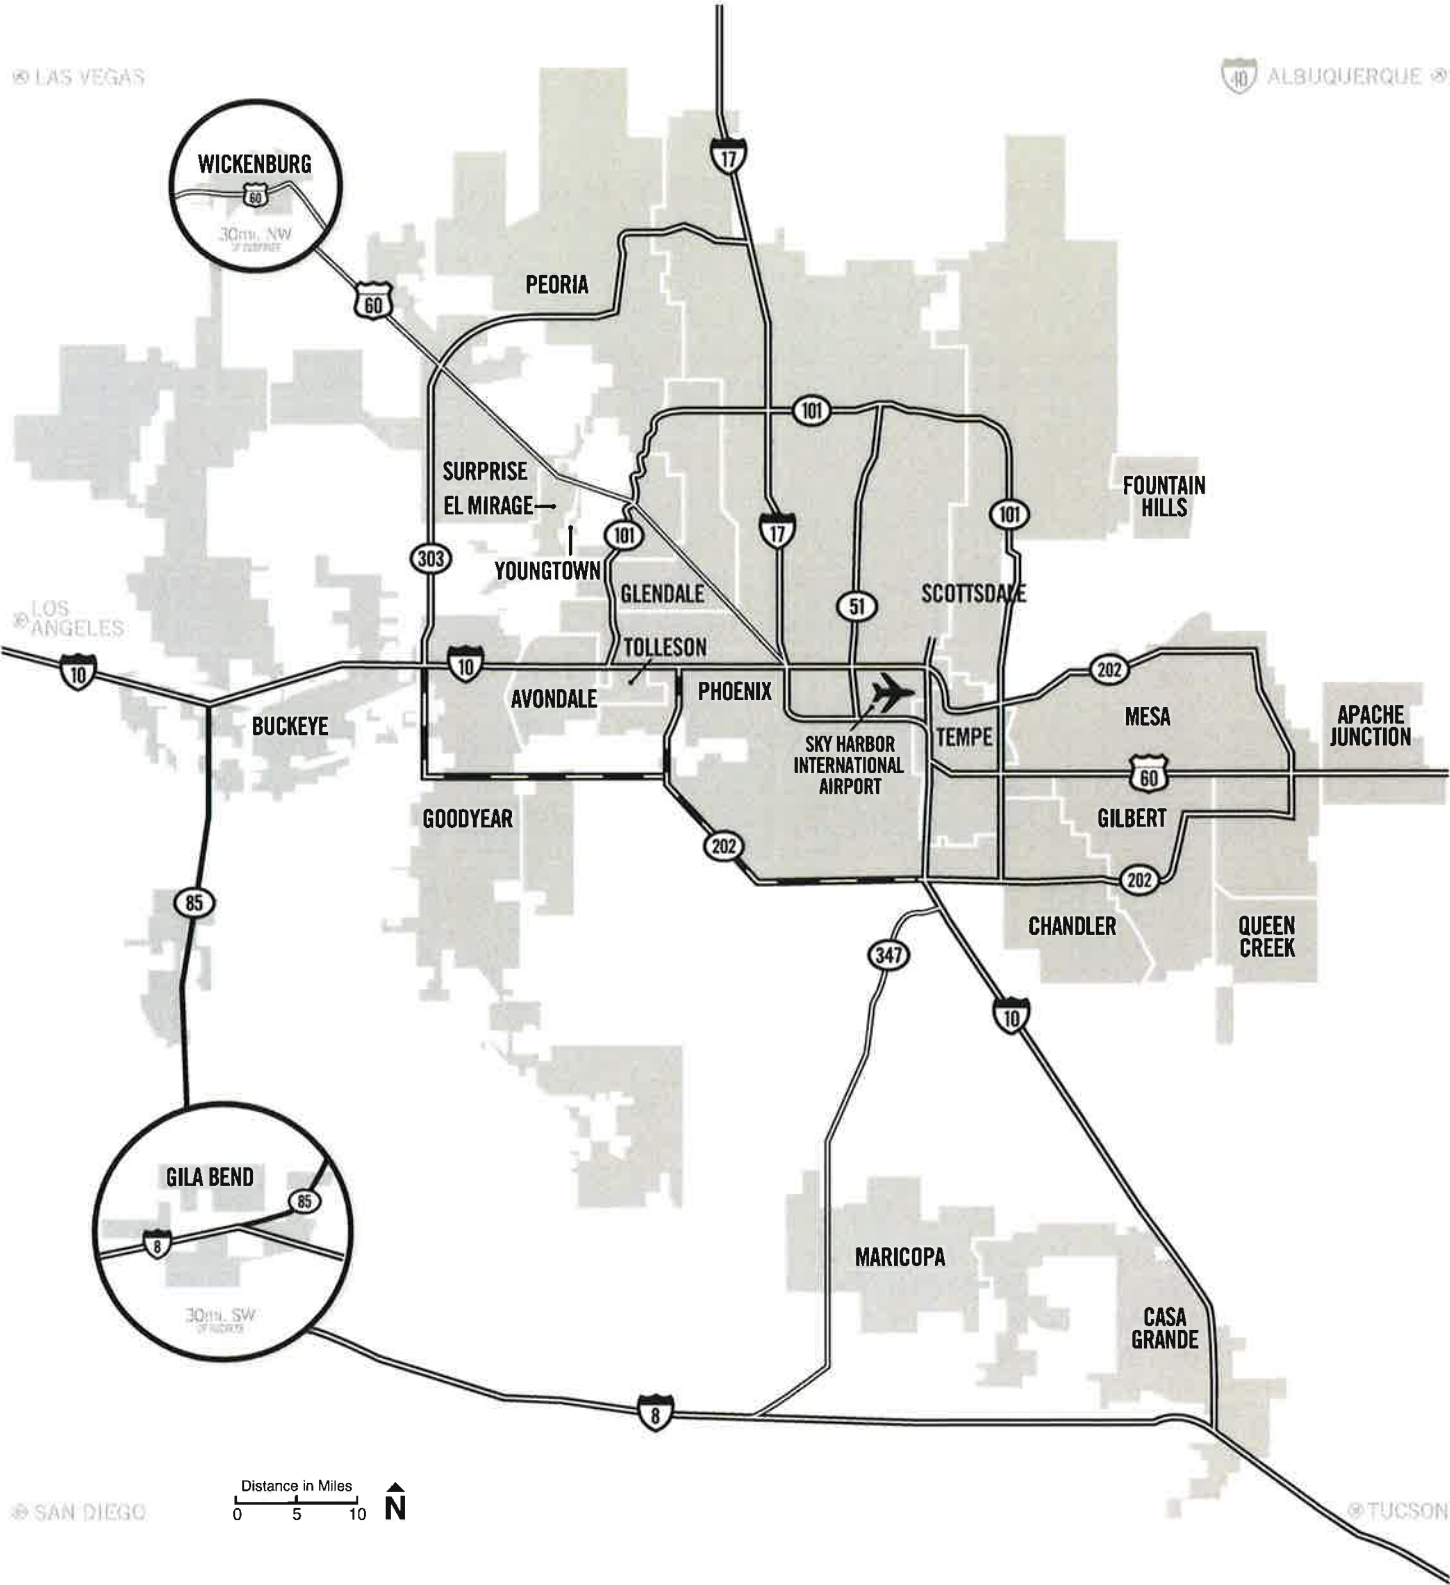 LAS VEGAS
40 ALBUQUERQUE
17
WICKENBURG
60
30mi. NW
60
PEORIA
101
SURPRISE
EL MIRAGE
FOUNTAIN
HILLS
101
17
101
303
YOUNGTOWN
GLENDALE
51
SCOTTSDALE
LOS
ANGELES
TOLLESON
10
10
202
AVONDALE
PHOENIX
BUCKEYE
MESA
APACHE
JUNCTION
TEMPE
SKY HARBOR
INTERNATIONAL
AIRPORT
60
GOODYEAR
GILBERT
202
202
85
CHANDLER
QUEEN
CREEK
347
10
GILA BEND
85
8
30mi. SW
MARICOPA
CASA
GRANDE
8
Distance in Miles
0 5 10
N
SAN DIEGO
TUCSON